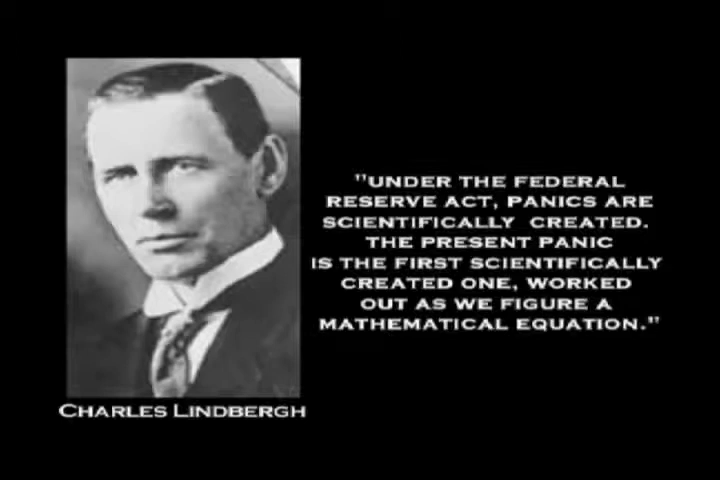 "UNDER THE FEDERAL
RESERVE ACT, PANICS ARE
SCIENTIFICALLY CREATED.
THE PRESENT PANIC
IS THE FIRST SCIENTIFICALLY
CREATED ONE, WORKED
OUT AS WE FIGURE A
MATHEMATICAL EQUATION."
CHARLES LINDBERGH